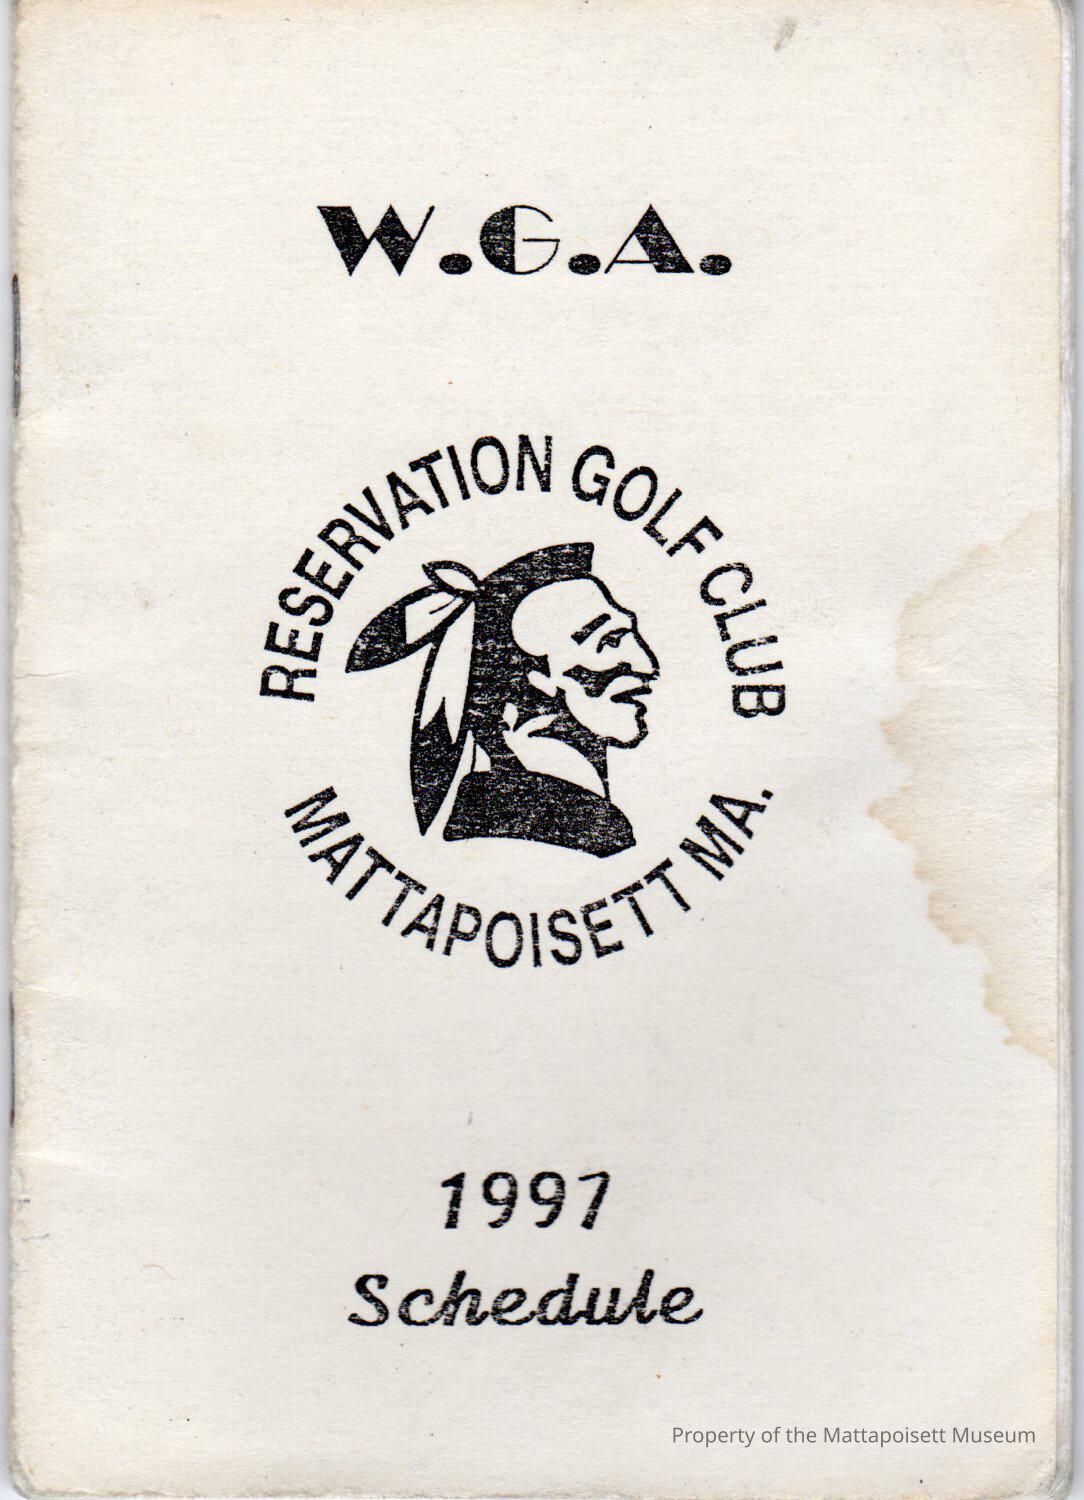 W.G.A.
RESERVATION GOLF CLUB
MATTAPOISETT MA.
1997
Schedule
Property of the Mattapoisett Museum